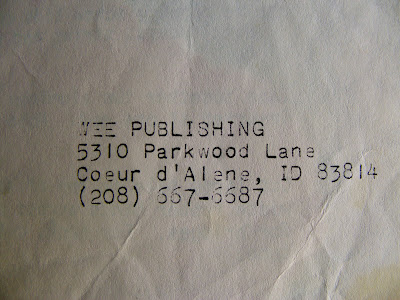 WEE PUBLISHING
5310 Parkwood Lane
Coeur d'Alene, ID 83814
(208) 667-6687